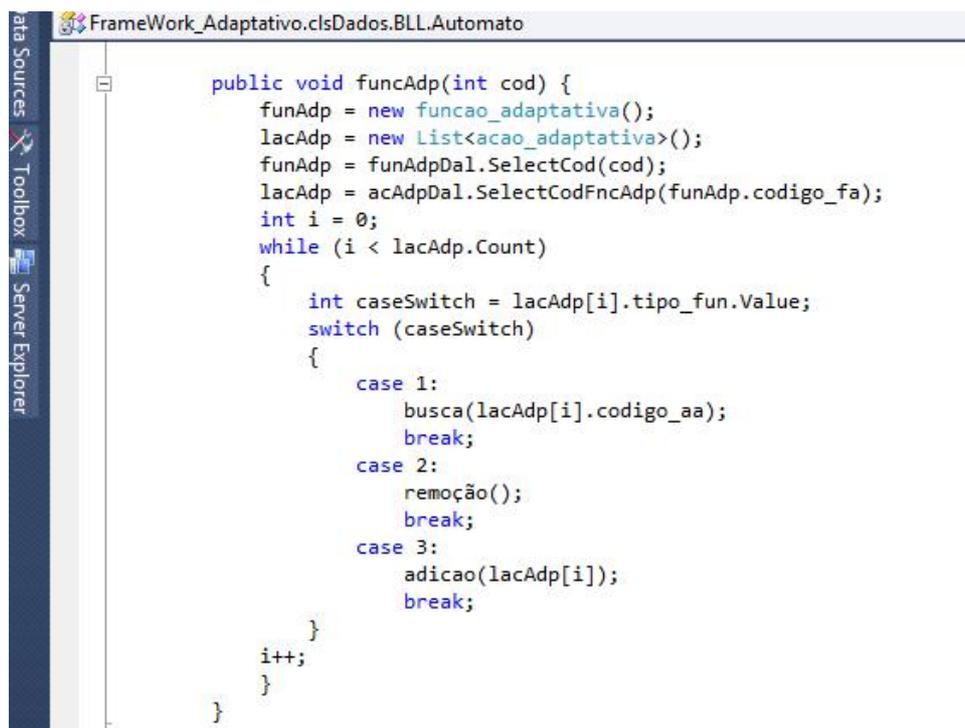 FrameWork_Adaptativo.clsDados.BLL.Automato
ata Sources
Toolbox
Server Explorer
public void funcAdp(int cod) {
funAdp = new funcao_adaptativa();
lacAdp = new List<acao_adaptativa>();
funAdp = funAdpDal.SelectCod(cod);
lacAdp = acAdpDal.SelectCodFncAdp(funAdp.codigo_fa);
int i = 0;
while (i < lacAdp.Count)
{
int caseSwitch = lacAdp[i].tipo_fun.Value;
switch (caseSwitch)
{
case 1:
busca(lacAdp[i].codigo_aa);
break;
case 2:
remoção();
break;
case 3:
adicao(lacAdp[i]);
break;
}
i++;
}
}